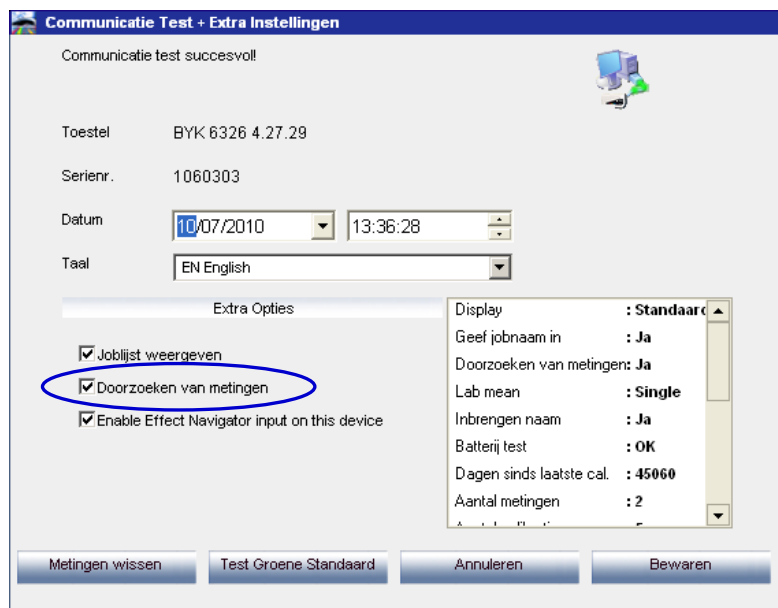 Communicatie Test + Extra Instellingen
Communicatie test succesvol!
Toestel BYK 6326 4.27.29
Serienr. 1060303
Datum 10/07/2010 13:36:28
Taal EN English
Extra Opties
Joblijst weergeven
Doorzoeken van metingen
Enable Effect Navigator input on this device
Display : Standaard
Geef jobnaam in : Ja
Doorzoeken van metingen: Ja
Lab mean : Single
Inbrengen naam : Ja
Batterij test : OK
Dagen sinds laatste cal. : 45060
Aantal metingen : 2
Metingen wissen Test Groene Standaard Annuleren Bewaren